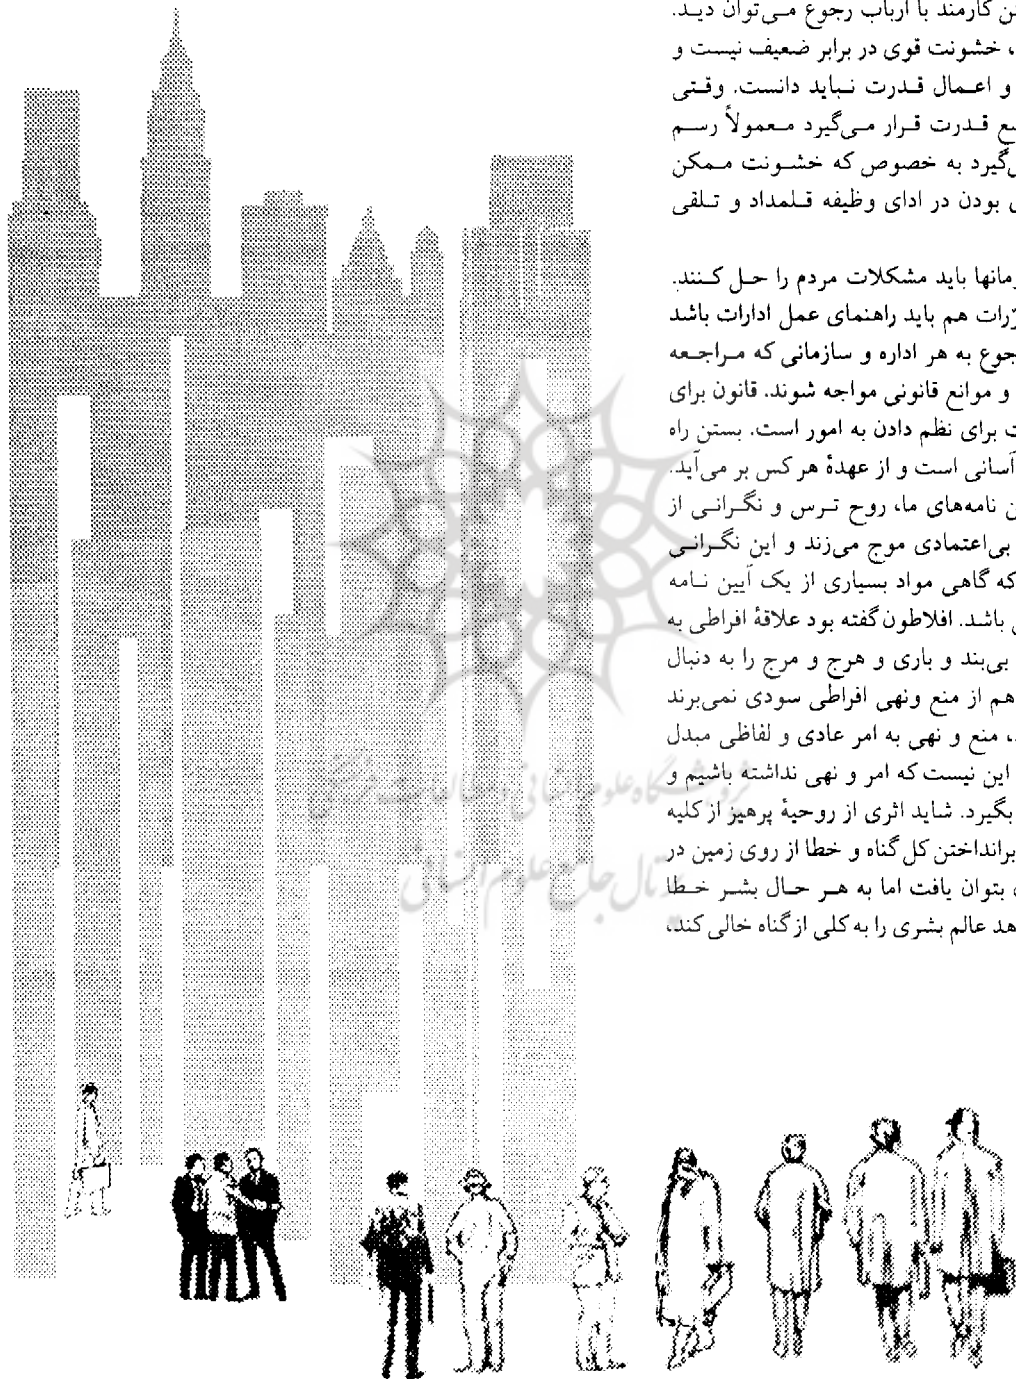 کارمند با ارباب رجوع می‌توان دید.
، خشونت قوی در برابر ضعیف نیست و
و اعمال قدرت نباید دانست. وقتی
قدرت قرار می‌گیرد معمولاً رسم
گیرد به خصوص که خشونت ممکن
بودن در ادای وظیفه قلمداد و تلقی
مانها باید مشکلات مردم را حل کنند.
رات هم باید راهنمای عمل ادارات باشد
جوع به هر اداره و سازمانی که مراجعه
و موانع قانونی مواجه شوند. قانون برای
ت برای نظم دادن به امور است. بستن راه
آسانی است و از عهدهٔ هر کس بر می‌آید.
ن نامه‌های ما، روح ترس و نگرانی از
بی‌اعتمادی موج می‌زند و این نگرانی
که گاهی مواد بسیاری از یک آیین نامه
باشد. افلاطون گفته بود علاقهٔ افراطی به
بی‌بند و باری و هرج و مرج را به دنبال
هم از منع ونهی افراطی سودی نمی‌برند
، منع و نهی به امر عادی و لفاظی مبدل
این نیست که امر و نهی نداشته باشیم و
بگیرد. شاید اثری از روحیهٔ پرهیز از کلیه
برانداختن کل گناه و خطا از روی زمین در
بتوان یافت اما به هر حال بشر خطا
هد عالم بشری را به کلی از گناه خالی کند،
پژوهشگاه علوم انسانی و مطالعات فرهنگی
پرتال جامع علوم انسانی